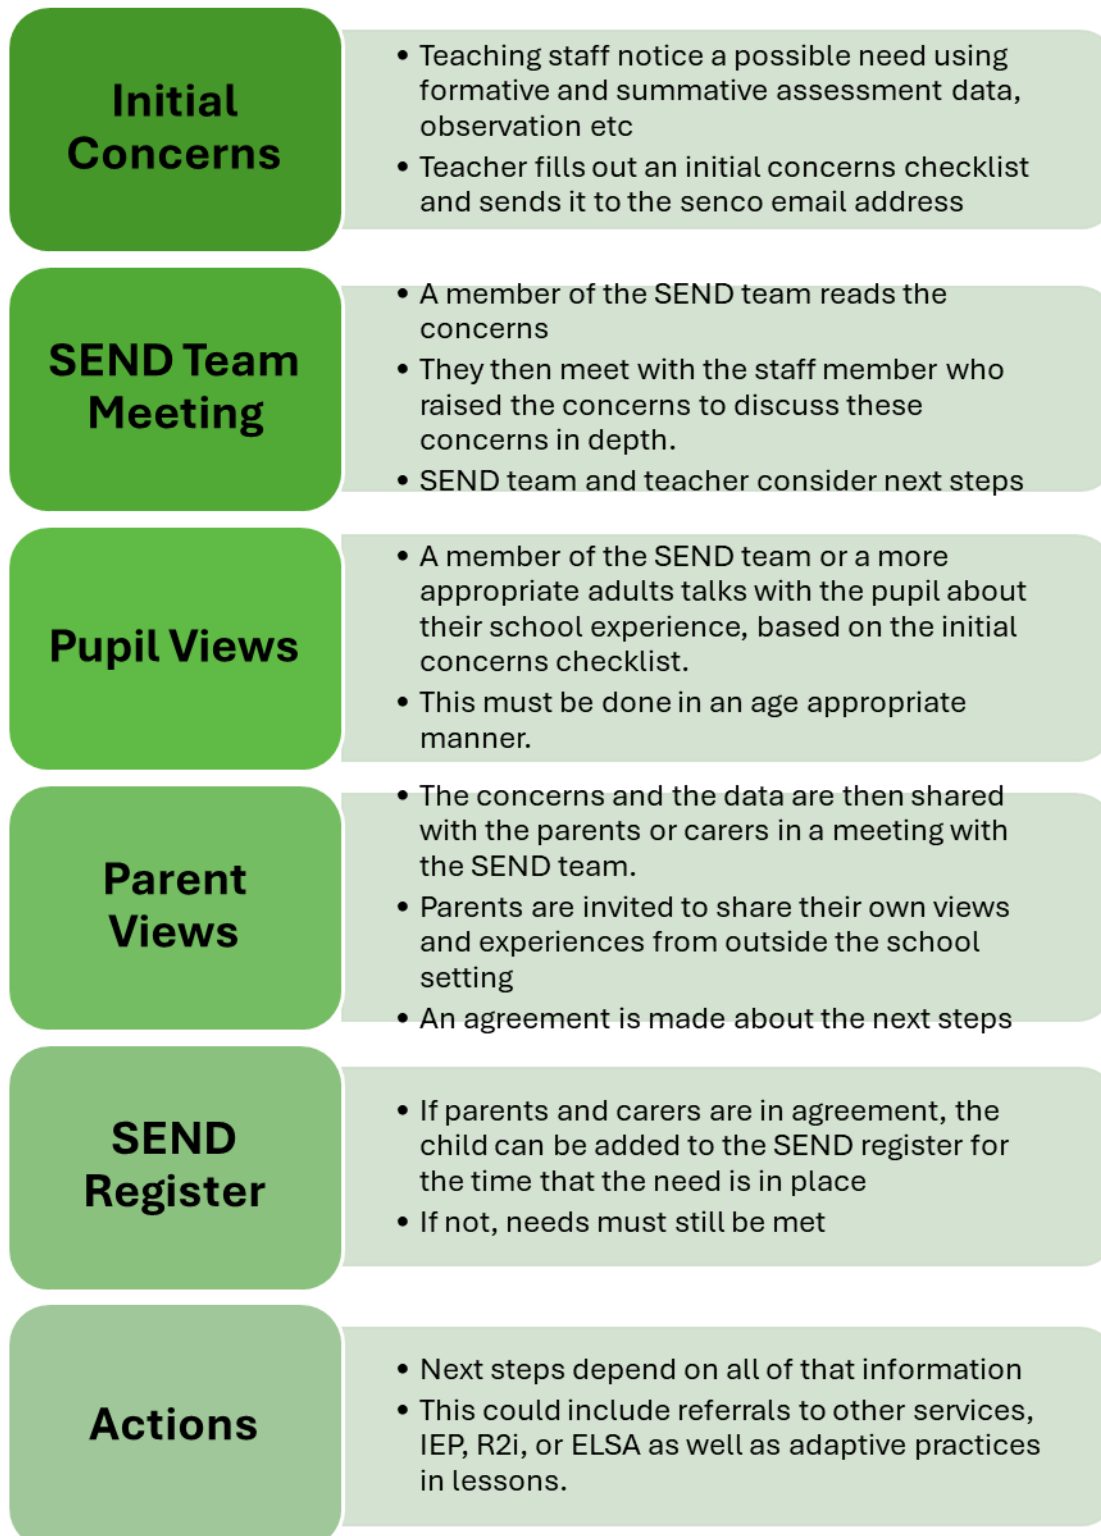 Initial
Concerns
• Teaching staff notice a possible need using
formative and summative assessment data,
observation etc
• Teacher fills out an initial concerns checklist
and sends it to the senco email address
SEND Team
Meeting
• A member of the SEND team reads the
concerns
• They then meet with the staff member who
raised the concerns to discuss these
concerns in depth.
• SEND team and teacher consider next steps
Pupil Views
• A member of the SEND team or a more
appropriate adults talks with the pupil about
their school experience, based on the initial
concerns checklist.
• This must be done in an age appropriate
manner.
Parent
Views
• The concerns and the data are then shared
with the parents or carers in a meeting with
the SEND team.
• Parents are invited to share their own views
and experiences from outside the school
setting
• An agreement is made about the next steps
SEND
Register
• If parents and carers are in agreement, the
child can be added to the SEND register for
the time that the need is in place
• If not, needs must still be met
Actions
• Next steps depend on all of that information
• This could include referrals to other services,
IEP, R2i, or ELSA as well as adaptive practices
in lessons.